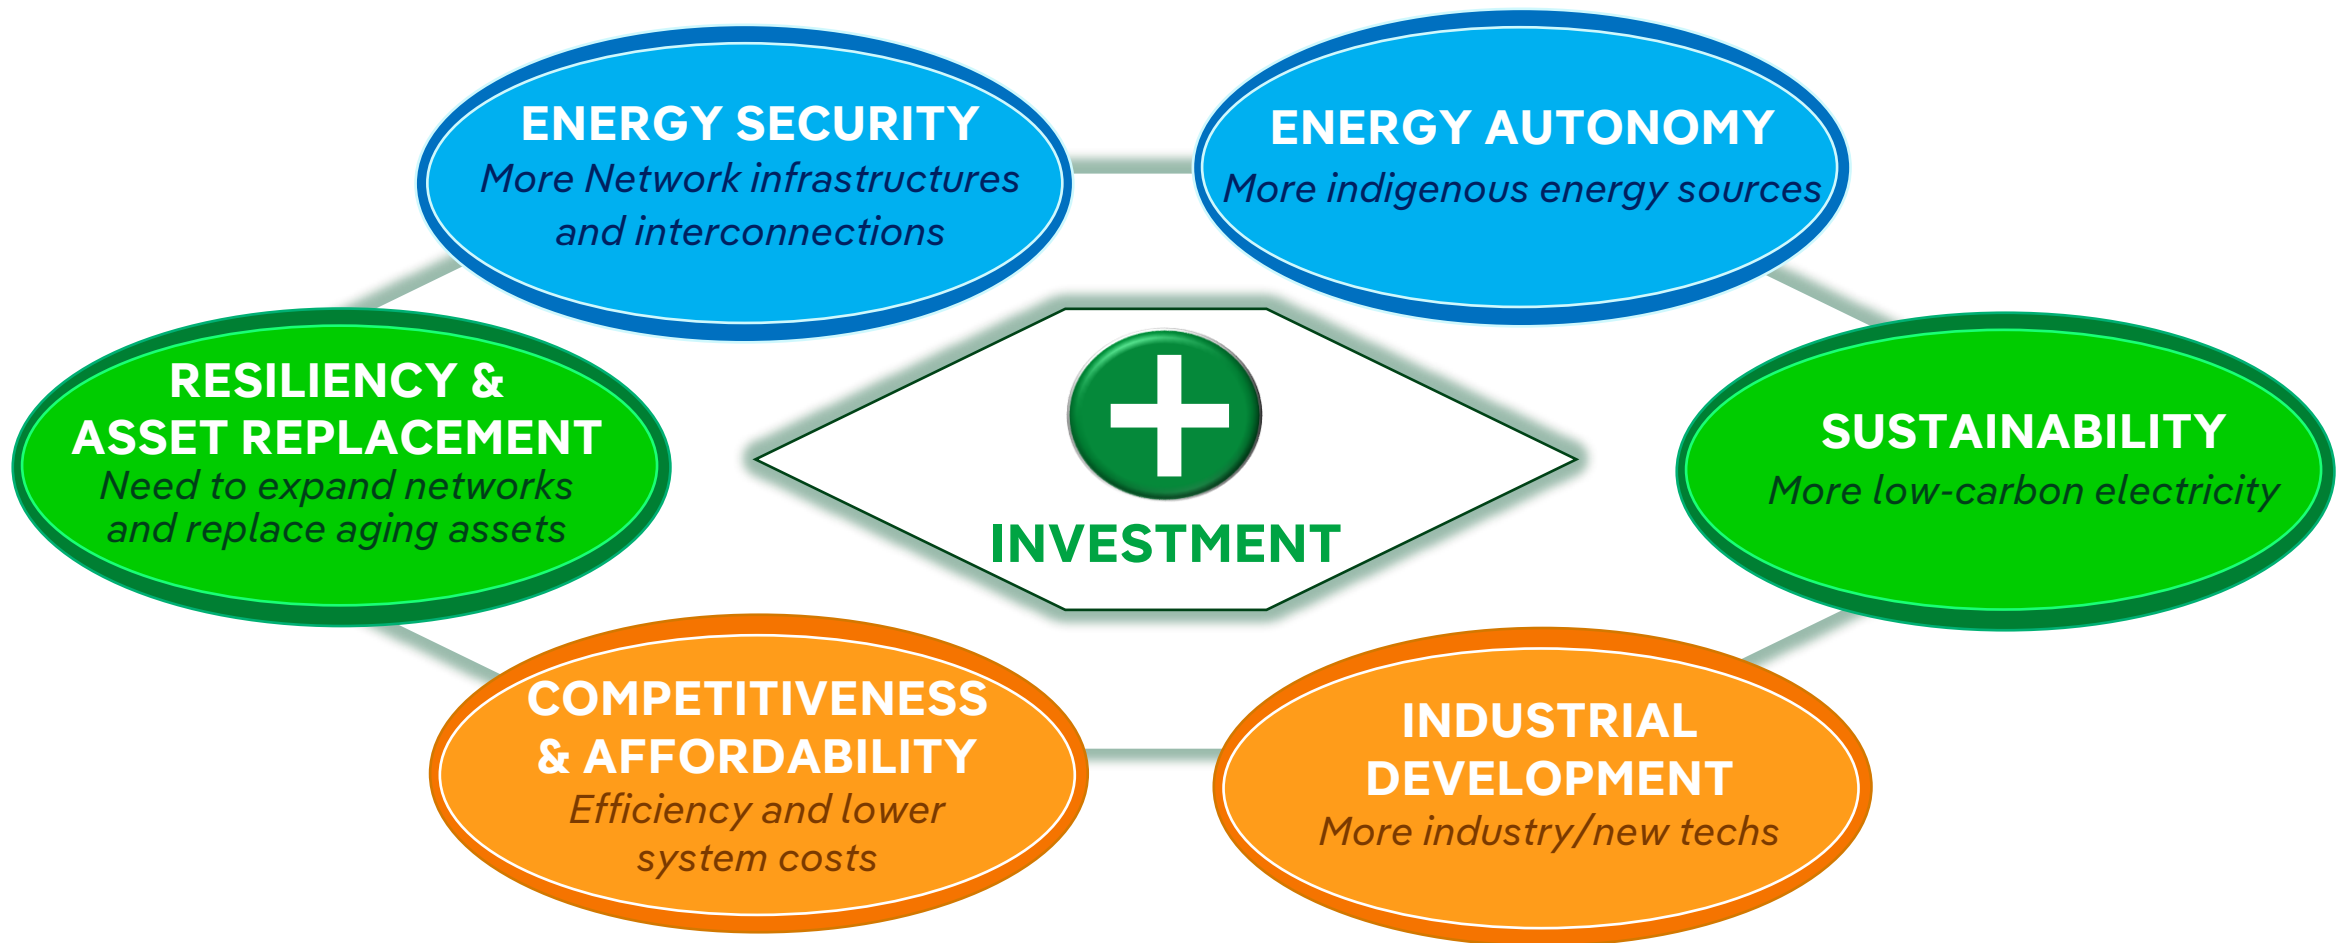 ENERGY SECURITY
More Network infrastructures
and interconnections
ENERGY AUTONOMY
More indigenous energy sources
RESILIENCY &
ASSET REPLACEMENT
Need to expand networks
and replace aging assets
INVESTMENT
SUSTAINABILITY
More low-carbon electricity
COMPETITIVENESS
& AFFORDABILITY
Efficiency and lower
system costs
INDUSTRIAL
DEVELOPMENT
More industry/new techs